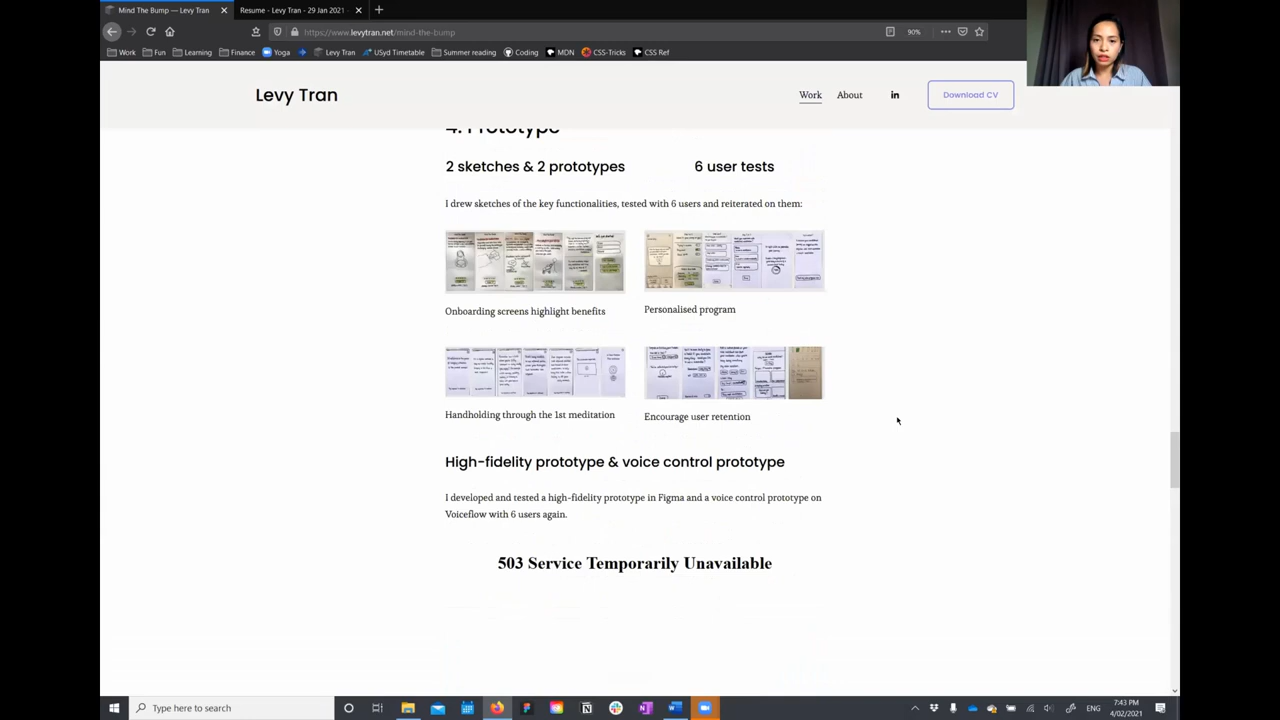 Mind The Bump — Levy Tran
Resume - Levy Tran - 29 Jan 2021 -
https://www.levytran.net/mind-the-bump
90%
Work
Fun
Learning
Finance
Yoga
Levy Tran
USyd Timetable
Summer reading
Coding
MDN
CSS-Tricks
CSS Ref
Levy Tran
Work
About
in
Download CV
4. Prototype
2 sketches & 2 prototypes
6 user tests
I drew sketches of the key functionalities, tested with 6 users and reiterated on them:
Onboarding screens highlight benefits
Personalised program
Handholding through the 1st meditation
Encourage user retention
High-fidelity prototype & voice control prototype
I developed and tested a high-fidelity prototype in Figma and a voice control prototype on
Voiceflow with 6 users again.
503 Service Temporarily Unavailable
Type here to search
ENG
7:43 PM
4/02/2021